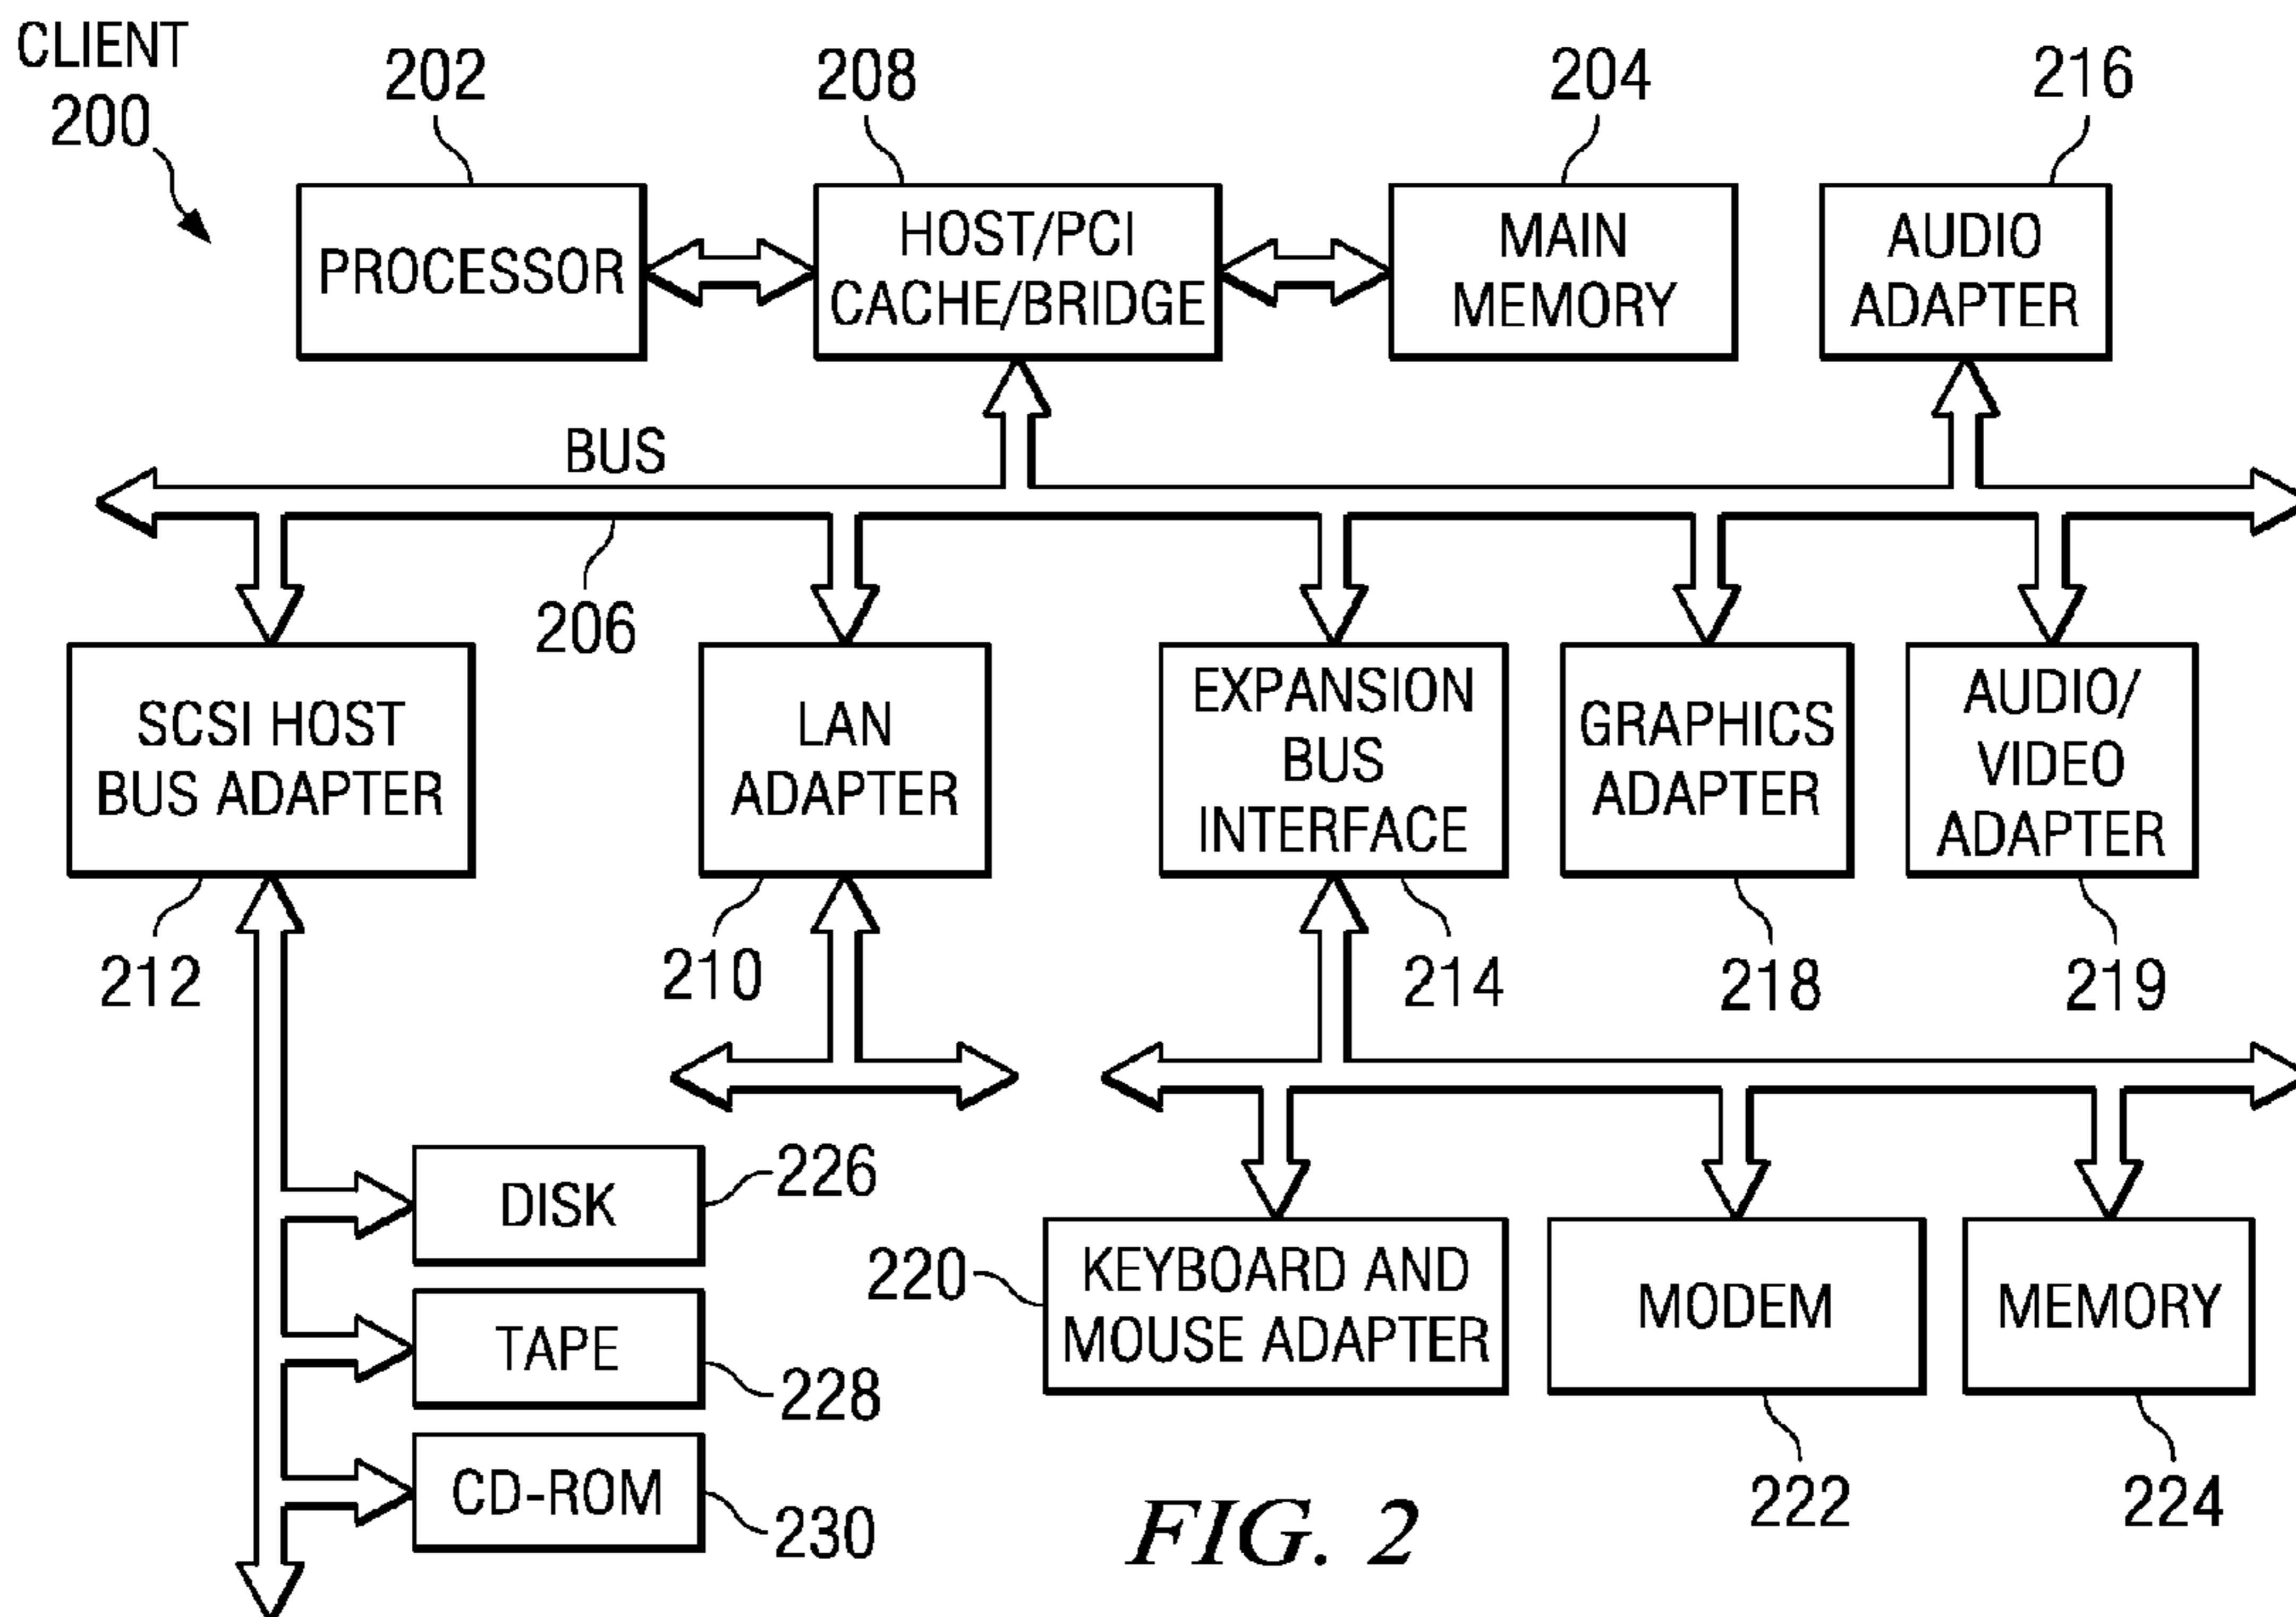 CLIENT
200
202
208
204
216
PROCESSOR
HOST/PCI
CACHE/BRIDGE
MAIN
MEMORY
AUDIO
ADAPTER
BUS
206
SCSI HOST
BUS ADAPTER
LAN
ADAPTER
EXPANSION
BUS
INTERFACE
GRAPHICS
ADAPTER
AUDIO/
VIDEO
ADAPTER
212
210
214
218
219
DISK
226
TAPE
228
CD-ROM
230
220
KEYBOARD AND
MOUSE ADAPTER
MODEM
MEMORY
222
224
FIG. 2